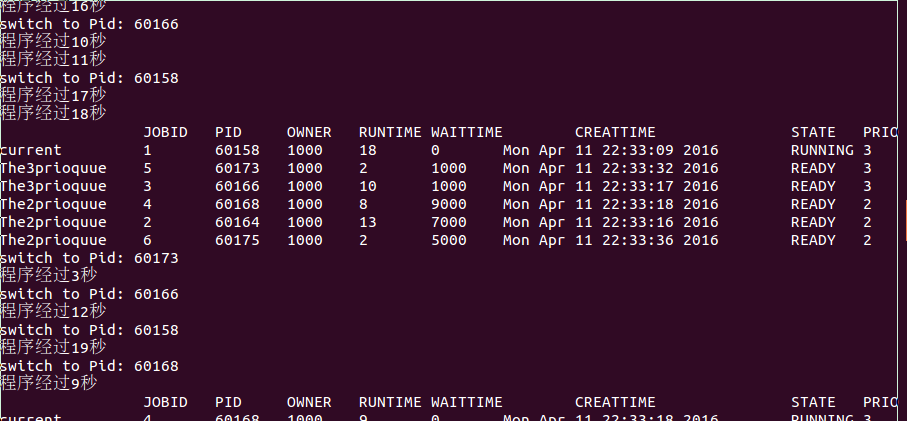 程序经过16秒
switch to Pid: 60166
程序经过10秒
程序经过11秒
switch to Pid: 60158
程序经过17秒
程序经过18秒
JOBID PID OWNER RUNTIME WAITTIME CREATTIME STATE PRIO
current 1 60158 1000 18 0 Mon Apr 11 22:33:09 2016 RUNNING 3
The3prioquue 5 60173 1000 2 1000 Mon Apr 11 22:33:32 2016 READY 3
The3prioquue 3 60166 1000 10 1000 Mon Apr 11 22:33:17 2016 READY 3
The2prioquue 4 60168 1000 8 9000 Mon Apr 11 22:33:18 2016 READY 2
The2prioquue 2 60164 1000 13 7000 Mon Apr 11 22:33:16 2016 READY 2
The2prioquue 6 60175 1000 2 5000 Mon Apr 11 22:33:36 2016 READY 2
switch to Pid: 60173
程序经过3秒
switch to Pid: 60166
程序经过12秒
switch to Pid: 60158
程序经过19秒
switch to Pid: 60168
程序经过9秒
JOBID PID OWNER RUNTIME WAITTIME CREATTIME STATE PRIO
current 4 60168 1000 9 0 Mon Apr 11 22:33:18 2016 RUNNING 3